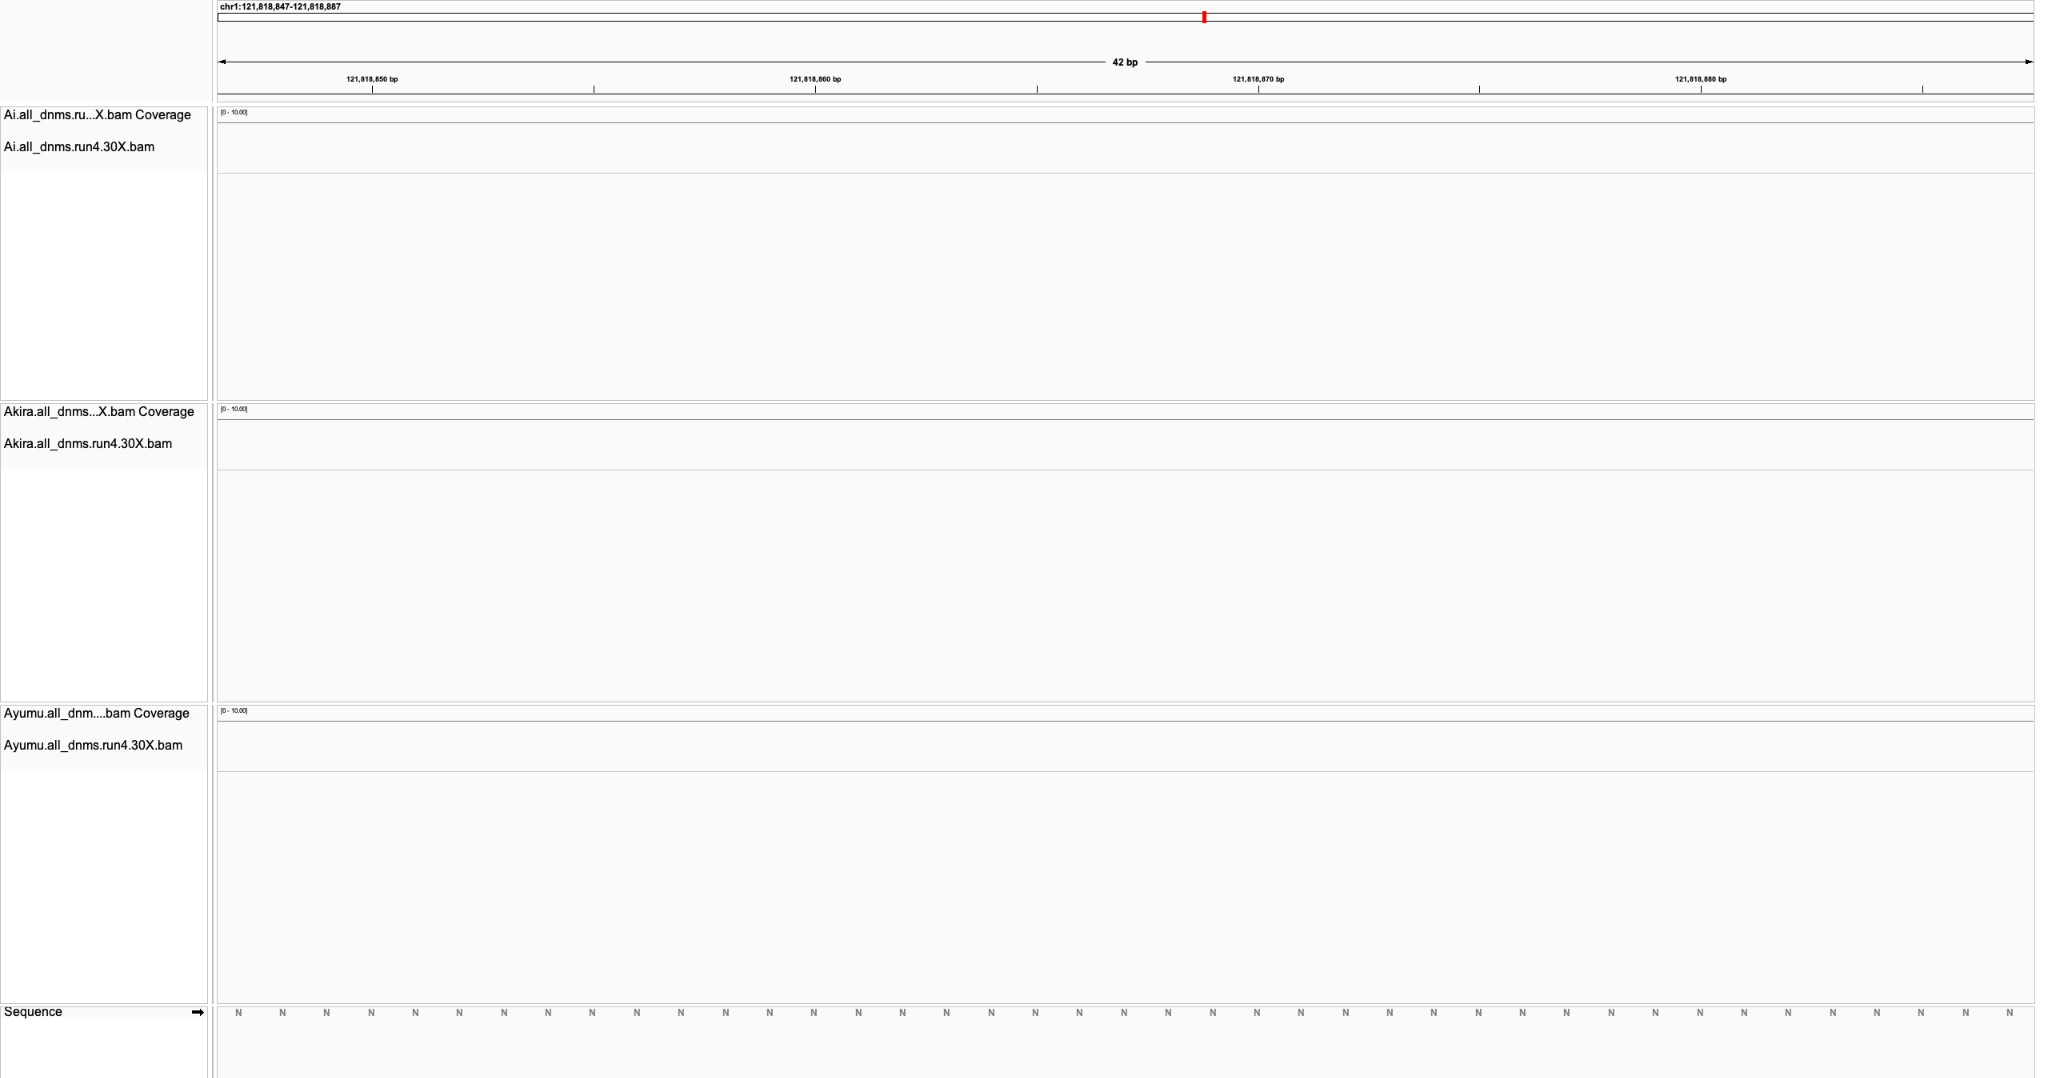 chr1:121,818,847-121,818,887
42 bp
121,818,850 bp 121,818,860 bp 121,818,870 bp 121,818,880 bp
Ai.all_dnms.ru...X.bam Coverage
[0 - 10.00]
Ai.all_dnms.run4.30X.bam
Akira.all_dnms...X.bam Coverage
[0 - 10.00]
Akira.all_dnms.run4.30X.bam
Ayumu.all_dnm....bam Coverage
[0 - 10.00]
Ayumu.all_dnms.run4.30X.bam
Sequence N N N N N N N N N N N N N N N N N N N N N N N N N N N N N N N N N N N N N N N N N